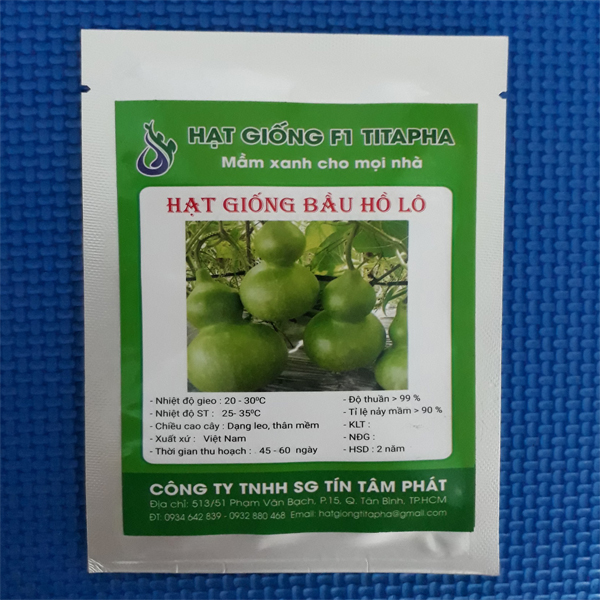 HẠT GIỐNG F1 TITAPHA
Mầm xanh cho mọi nhà
HẠT GIỐNG BẦU HỒ LÔ
- Nhiệt độ gieo : 20 - 30ºC
- Nhiệt độ ST : 25- 35ºC
- Chiều cao cây : Dạng leo, thân mềm
- Xuất xứ : Việt Nam
- Thời gian thu hoạch : 45 - 60 ngày
- Độ thuần > 99 %
- Tỉ lệ nảy mầm > 90 %
- KLT :
- NĐG :
- HSD : 2 năm
CÔNG TY TNHH SG TÍN TÂM PHÁT
Địa chỉ: 513/51 Phạm Văn Bạch, P.15, Q. Tân Bình, TP.HCM
ĐT: 0934 642 839 - 0932 880 468 Email: hatgiongtitapha@gmail.com